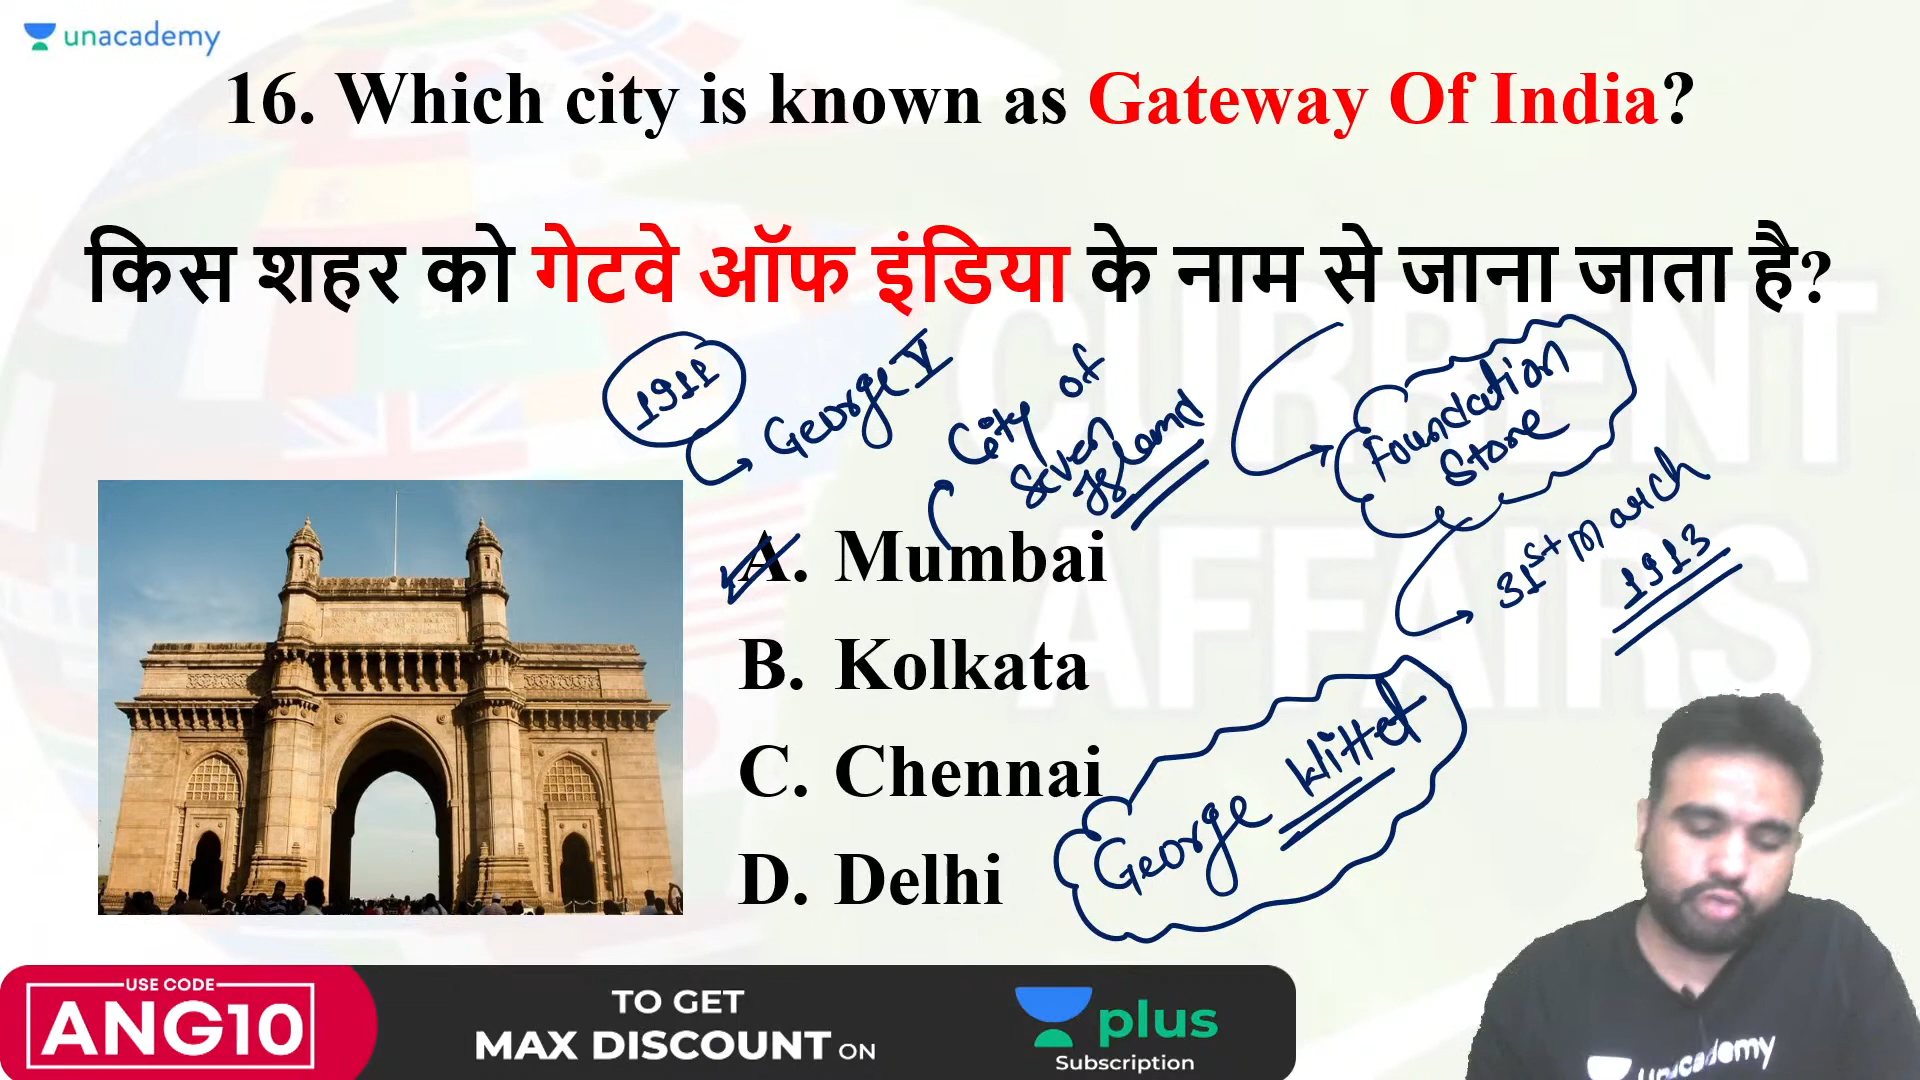 unacademy
16. Which city is known as Gateway Of India?
किस शहर को गेटवे ऑफ इंडिया के नाम से जाना जाता है?
1911
George V
City of
Seven
Island
Foundation
Stone
31st march
1913
A. Mumbai
B. Kolkata
C. Chennai
D. Delhi
George Wittet
USE CODE
ANG10
TO GET
MAX DISCOUNT ON
plus
Subscription
unacademy